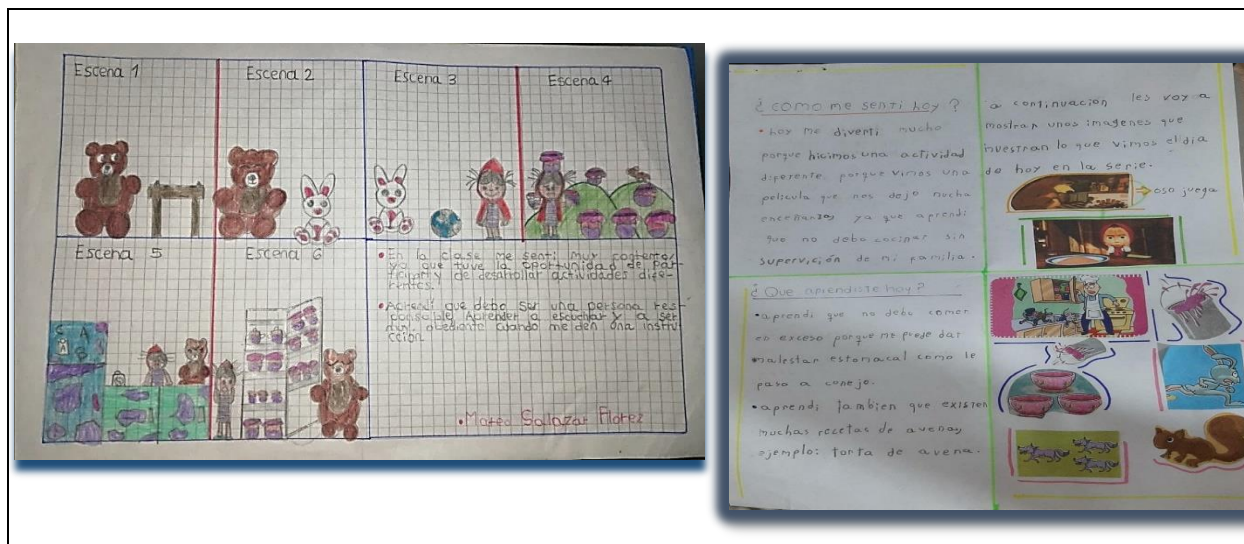 Escena 1
Escena 2
Escena 3
Escena 4
Escena 5
Escena 6
• En la clase me senti muy contento,
ya que tuve la oportunidad de par-
ticipar y de desarrollar actividades dife-
rentes.
• Aprendi que debo ser una persona res-
ponsable. Aprender a escuchar y a ser
muy obediente cuando me den una instru-
cción.
• Mateo Salazar Florez
¿como me senti hoy?
• hoy me diverti mucho
porque hicimos una actividad
diferente. porque vimos una
pelicula que nos dejo mucha
enceñanzas ya que aprendi
que no debo cocinar sin
supervición de mi familia.
¿Que aprendiste hoy?
• aprendi que no debo comer
en exceso porque me puede dar
malestar estomacal como le
paso a conejo.
• aprendi tambien que existen
muchas recetas de avena
ejemplo: torta de avena.
a continuación les voy a
mostrar unas imagenes que
muestran lo que vimos el dia
de hoy en la serie.
oso juega